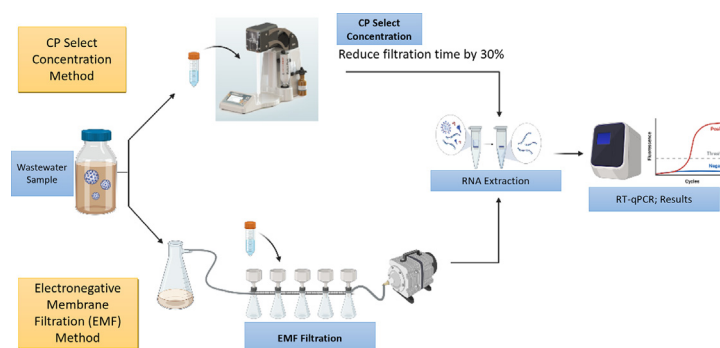 CP Select
Concentration
Method
CP Select
Concentration
Reduce filtration time by 30%
Wastewater
Sample
RNA Extraction
Fluorescence
Cycles
RT-qPCR; Results
Electronegative
Membrane
Filtration (EMF)
Method
EMF Filtration